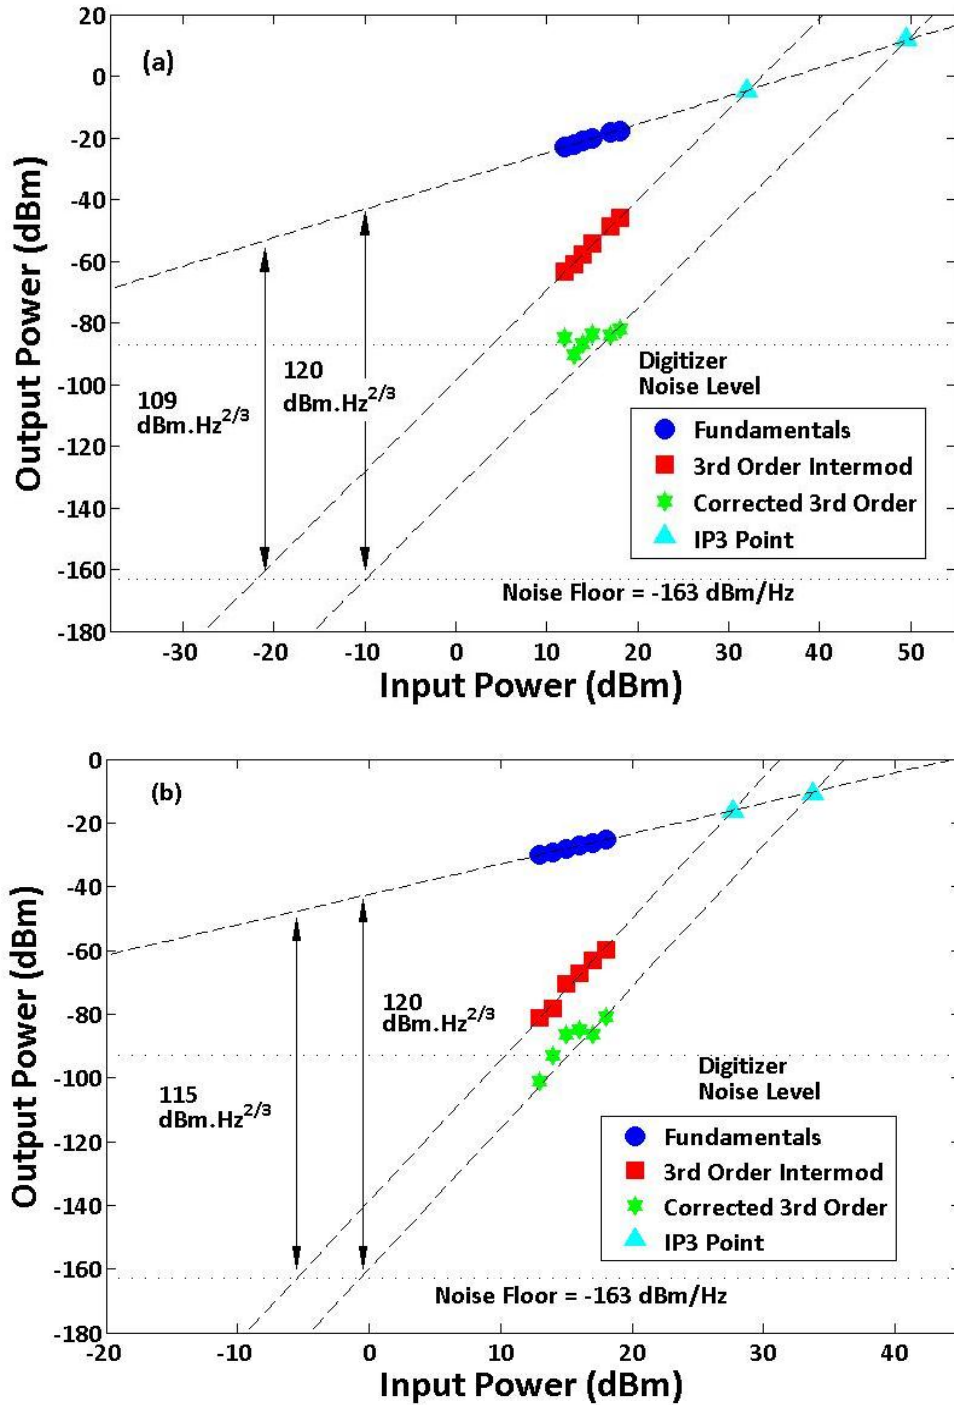 (a)
20
0
-20
-40
-60
-80
-100
-120
-140
-160
-180
Output Power (dBm)
109
dBm.Hz2/3
120
dBm.Hz2/3
Digitizer
Noise Level
Fundamentals
3rd Order Intermod
Corrected 3rd Order
IP3 Point
Noise Floor = -163 dBm/Hz
-30 -20 -10 0 10 20 30 40 50
Input Power (dBm)
(b)
0
-20
-40
-60
-80
-100
-120
-140
-160
-180
Output Power (dBm)
120
dBm.Hz2/3
115
dBm.Hz2/3
Digitizer
Noise Level
Fundamentals
3rd Order Intermod
Corrected 3rd Order
IP3 Point
Noise Floor = -163 dBm/Hz
-20 -10 0 10 20 30 40
Input Power (dBm)